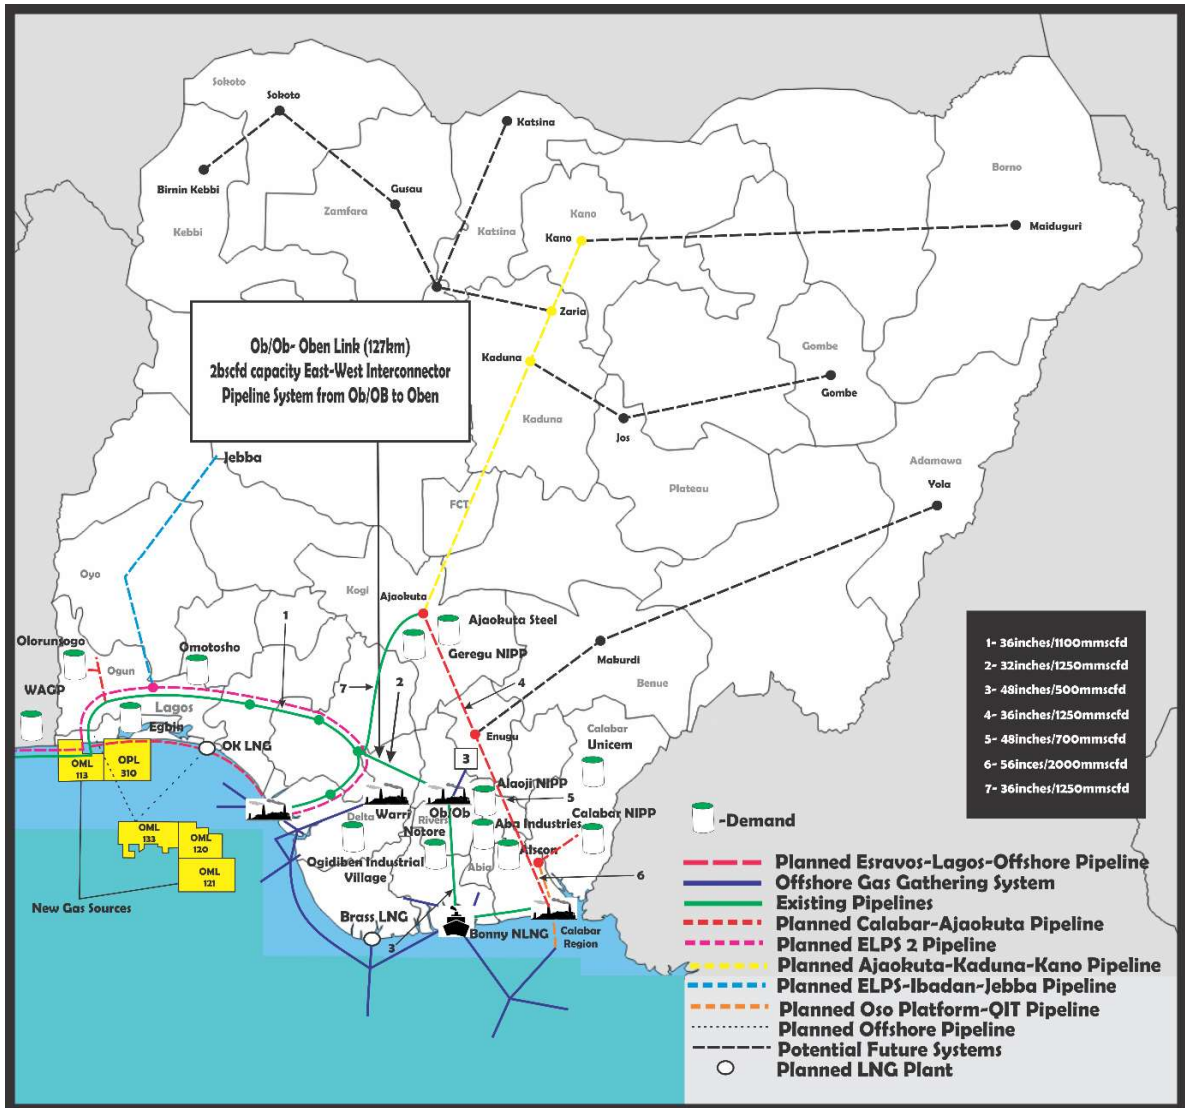 Sokoto
Sokoto
Katsina
Birnin Kebbi
Gusau
Zamfara
Kebbi
Katsina
Kano
Kano
Borno
Maiduguri
Zaria
Kaduna
Kaduna
Gombe
Gombe
Jos
Ob/Ob- Oben Link (127km)
2bscfd capacity East-West Interconnector
Pipeline System from Ob/OB to Oben
Jebba
FCT
Plateau
Adamawa
Yola
Oyo
Kogi
Ajaokuta
Ajaokuta Steel
Geregu NIPP
Makurdi
Benue
1
2
7
4
Olorunsogo
Ogun
Omotosho
WAGP
Lagos
Egbin
OK LNG
OML
113
OPL
310
OML
133
OML
120
OML
121
New Gas Sources
Enugu
3
Calabar
Unicem
Alaoji NIPP
5
Calabar NIPP
Aba Industries
Alscon
6
Warri
Delta
Ob/Ob
Rivers
Notore
Abia
Ogidiben Industrial
Village
Brass LNG
3
Bonny NLNG
Calabar
Region
1- 36inches/1100mmscfd
2- 32inches/1250mmscfd
3- 48inches/500mmscfd
4- 36inches/1250mmscfd
5- 48inches/700mmscfd
6- 56inces/2000mmscfd
7- 36inches/1250mmscfd
-Demand
Planned Esravos-Lagos-Offshore Pipeline
Offshore Gas Gathering System
Existing Pipelines
Planned Calabar-Ajaokuta Pipeline
Planned ELPS 2 Pipeline
Planned Ajaokuta-Kaduna-Kano Pipeline
Planned ELPS-Ibadan-Jebba Pipeline
Planned Oso Platform-QIT Pipeline
Planned Offshore Pipeline
Potential Future Systems
Planned LNG Plant